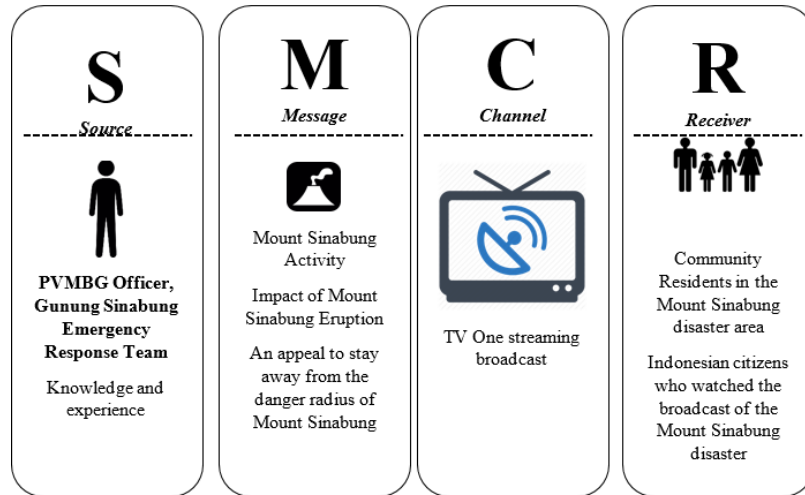 S
Source
PVMBG Officer,
Gunung Sinabung
Emergency
Response Team
Knowledge and
experience
M
Message
Mount Sinabung
Activity
Impact of Mount
Sinabung Eruption
An appeal to stay
away from the
danger radius of
Mount Sinabung
C
Channel
TV One streaming
broadcast
R
Receiver
Community
Residents in the
Mount Sinabung
disaster area
Indonesian citizens
who watched the
broadcast of the
Mount Sinabung
disaster